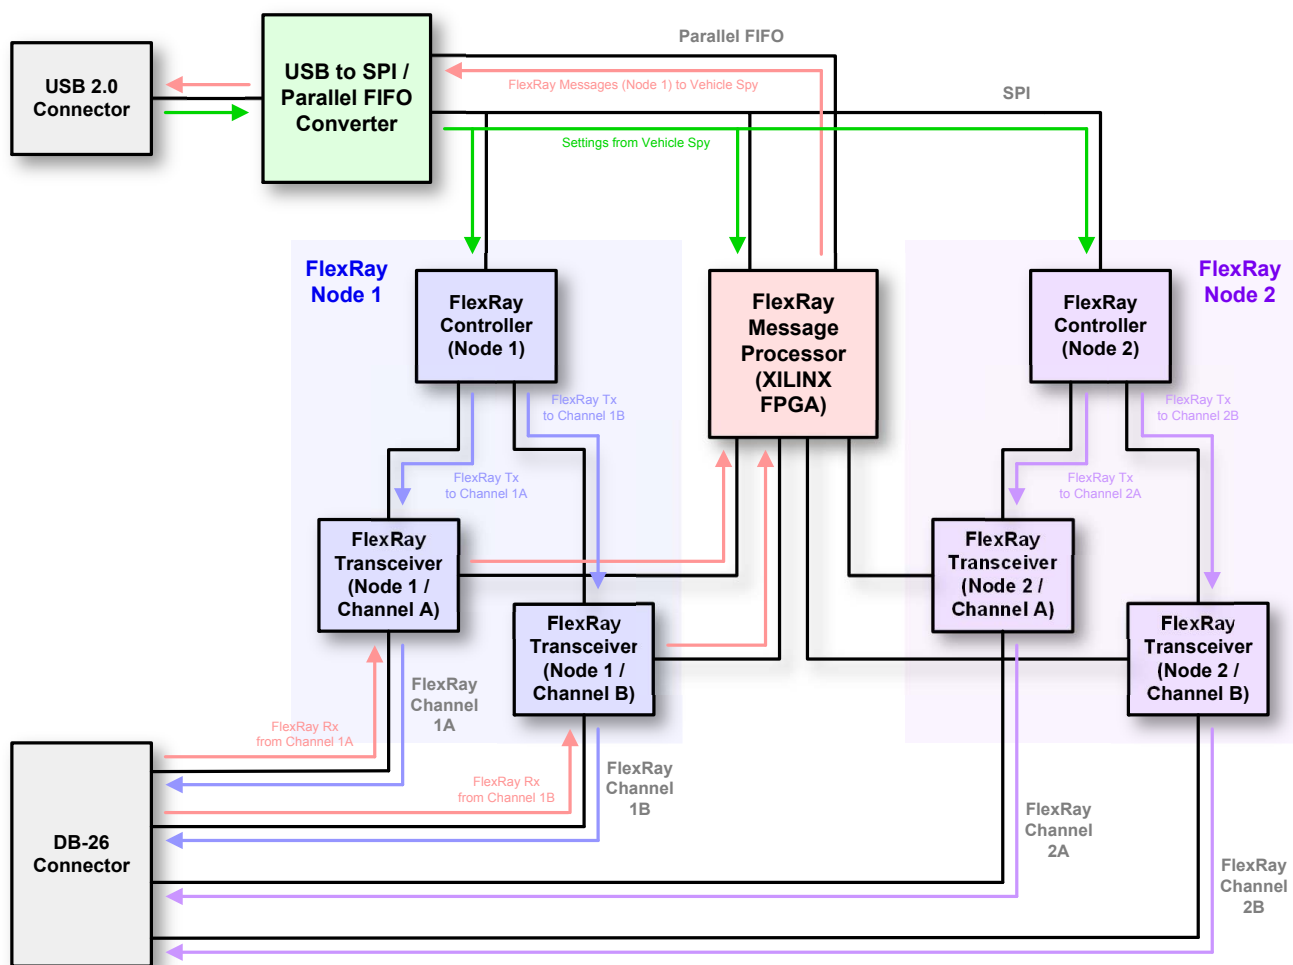 Parallel FIFO
USB 2.0
Connector
USB to SPI /
Parallel FIFO
Converter
FlexRay Messages (Node 1) to Vehicle Spy
SPI
Settings from Vehicle Spy
FlexRay
Node 1
FlexRay
Controller
(Node 1)
FlexRay
Message
Processor
(XILINX
FPGA)
FlexRay
Controller
(Node 2)
FlexRay
Node 2
FlexRay Tx
to Channel 1B
FlexRay Tx
to Channel 1A
FlexRay Tx
to Channel 2B
FlexRay Tx
to Channel 2A
FlexRay
Transceiver
(Node 1 /
Channel A)
FlexRay
Transceiver
(Node 1 /
Channel B)
FlexRay
Transceiver
(Node 2 /
Channel A)
FlexRay
Transceiver
(Node 2 /
Channel B)
FlexRay
Channel
1A
FlexRay Rx
from Channel 1A
FlexRay Rx
from Channel 1B
FlexRay
Channel
1B
FlexRay
Channel
2A
FlexRay
Channel
2B
DB-26
Connector